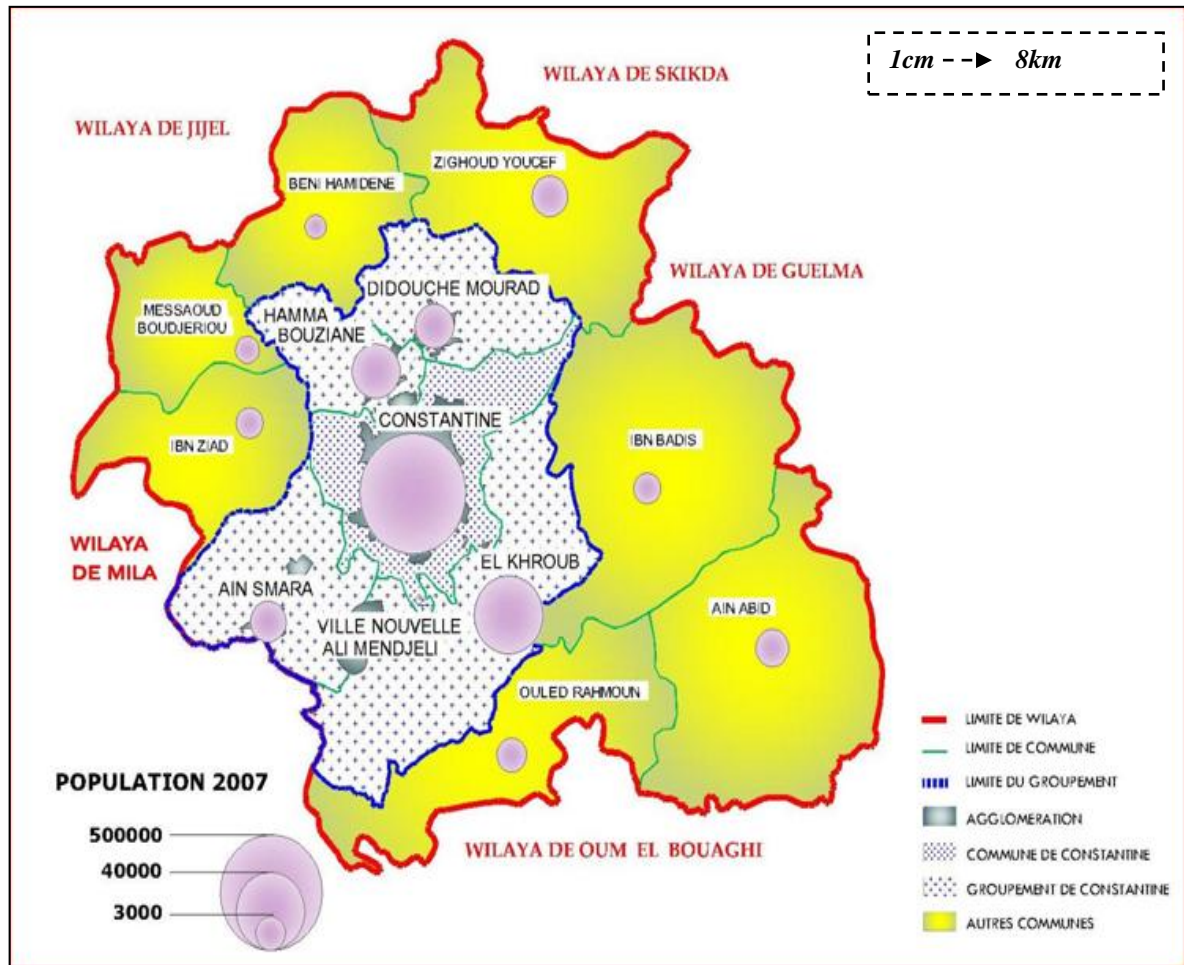 1cm 8km
WILAYA DE SKIKDA
WILAYA DE JIJEL
ZIGHOUD YOUCEF
BENI HAMIDENE
WILAYA DE GUELMA
DIDOUCHE MOURAD
MESSAOUD
BOUDJERIOU
HAMMA
BOUZIANE
CONSTANTINE
IBN ZIAD
IBN BADIS
WILAYA
DE MILA
EL KHROUB
AIN SMARA
AIN ABID
VILLE NOUVELLE
ALI MENDJELI
OULED RAHMOUN
WILAYA DE OUM EL BOUAGHI
POPULATION 2007
500000
40000
3000
LIMITE DE WILAYA
LIMITE DE COMMUNE
LIMITE DU GROUPEMENT
AGGLOMERATION
COMMUNE DE CONSTANTINE
GROUPEMENT DE CONSTANTINE
AUTRES COMMUNES